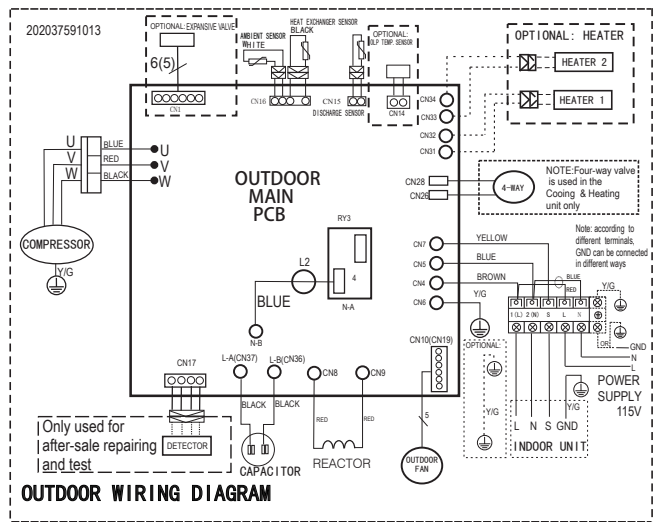 202037591013
OPTIONAL: EXPANSIVE VALVE
6(5)
CN1
AMBIENT SENSOR
WHITE
HEAT EXCHANGER SENSOR
BLACK
CN16
CN15
DISCHARGE SENSOR
OPTIONAL:
OLP TEMP. SENSOR
CN14
OPTIONAL: HEATER
HEATER 2
HEATER 1
CN34
CN33
CN32
CN31
U
V
W
BLUE
RED
BLACK
U
V
W
COMPRESSOR
Y/G
OUTDOOR
MAIN
PCB
CN28
CN26
4-WAY
NOTE:Four-way valve
is used in the
Cooing & Heating
unit only
RY3
4
N-A
L2
BLUE
N-B
CN7
CN5
CN4
CN6
YELLOW
BLUE
BROWN
Y/G
Note: according to
different terminals,
GND can be connected
in different ways
BLUE
RED
Y/G
1 (L) 2 (N) S L N
OR
GND
N
L
POWER
SUPPLY
115V
CN10(CN19)
OPTIONAL:
Y/G
Y/G
L N S GND
INDOOR UNIT
5
OUTDOOR
FAN
CN17
L-A(CN37)
L-B(CN36)
CN8
CN9
BLACK
BLACK
RED
RED
CAPACITOR
REACTOR
Only used for
after-sale repairing
and test
DETECTOR
OUTDOOR WIRING DIAGRAM